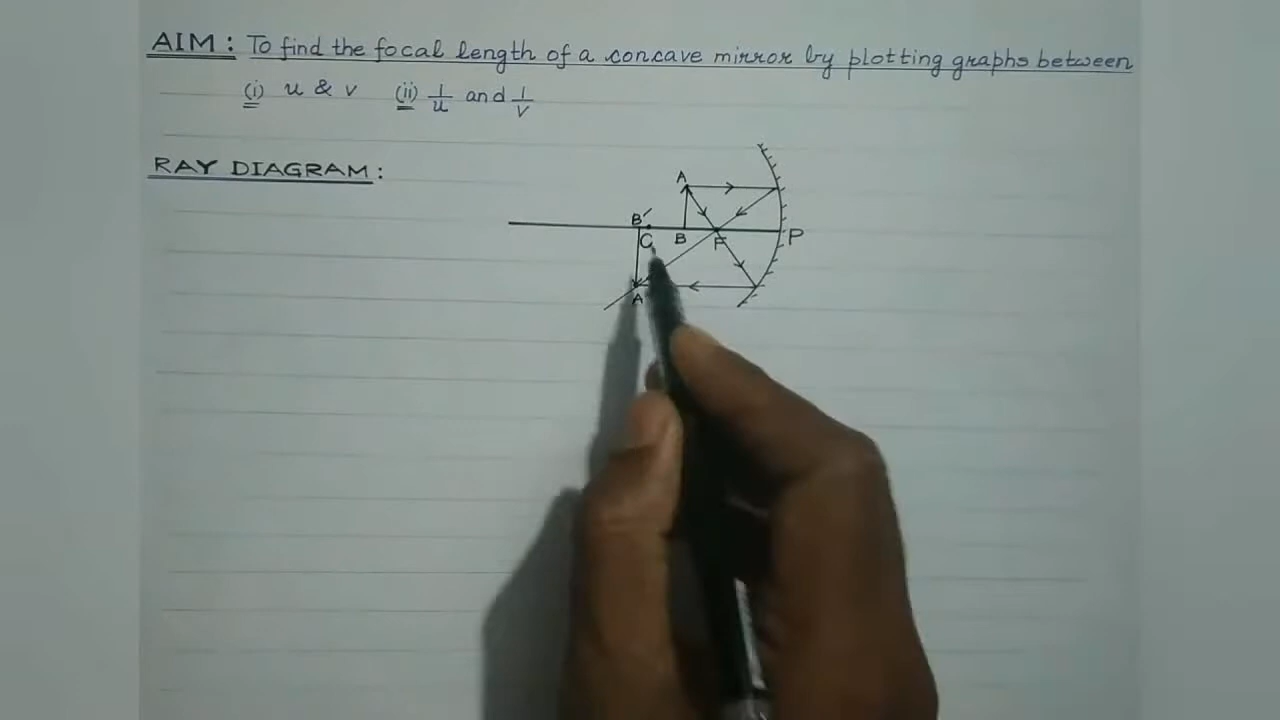 AIM: To find the focal length of a concave mirror by plotting graphs between
(i) u & v (ii) 1/u and 1/v
RAY DIAGRAM:
A
B′
C B F P
A